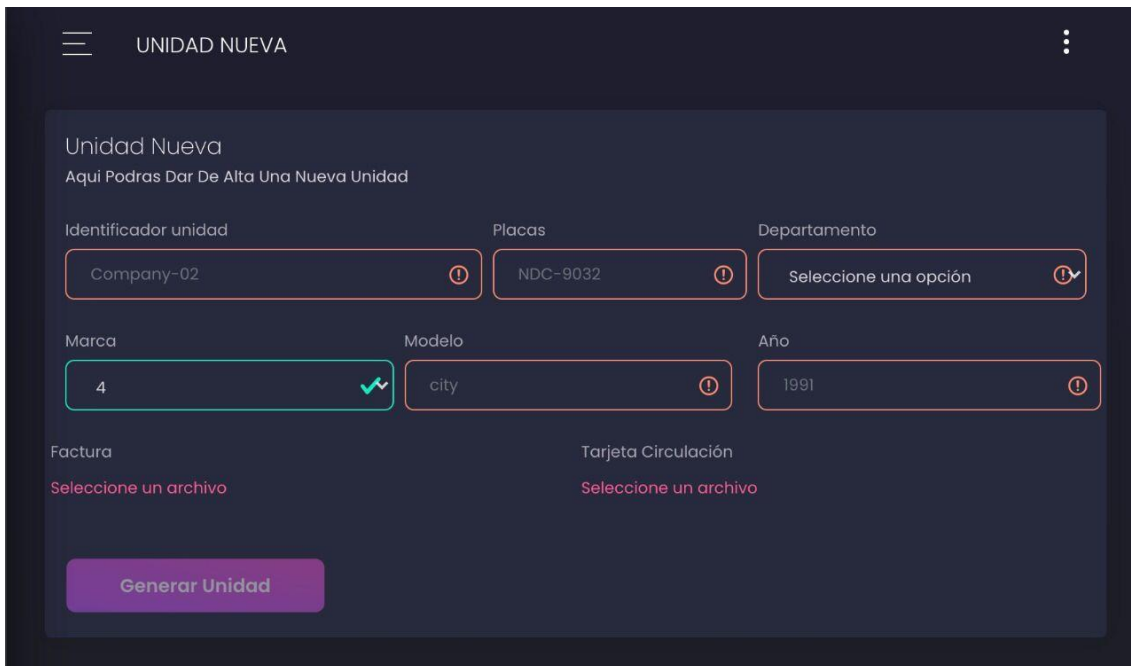 UNIDAD NUEVA
Unidad Nueva
Aqui Podras Dar De Alta Una Nueva Unidad
Identificador unidad Placas Departamento
Company-02 NDC-9032 Seleccione una opción
Marca Modelo Año
4 city 1991
Factura Tarjeta Circulación
Seleccione un archivo Seleccione un archivo
Generar Unidad